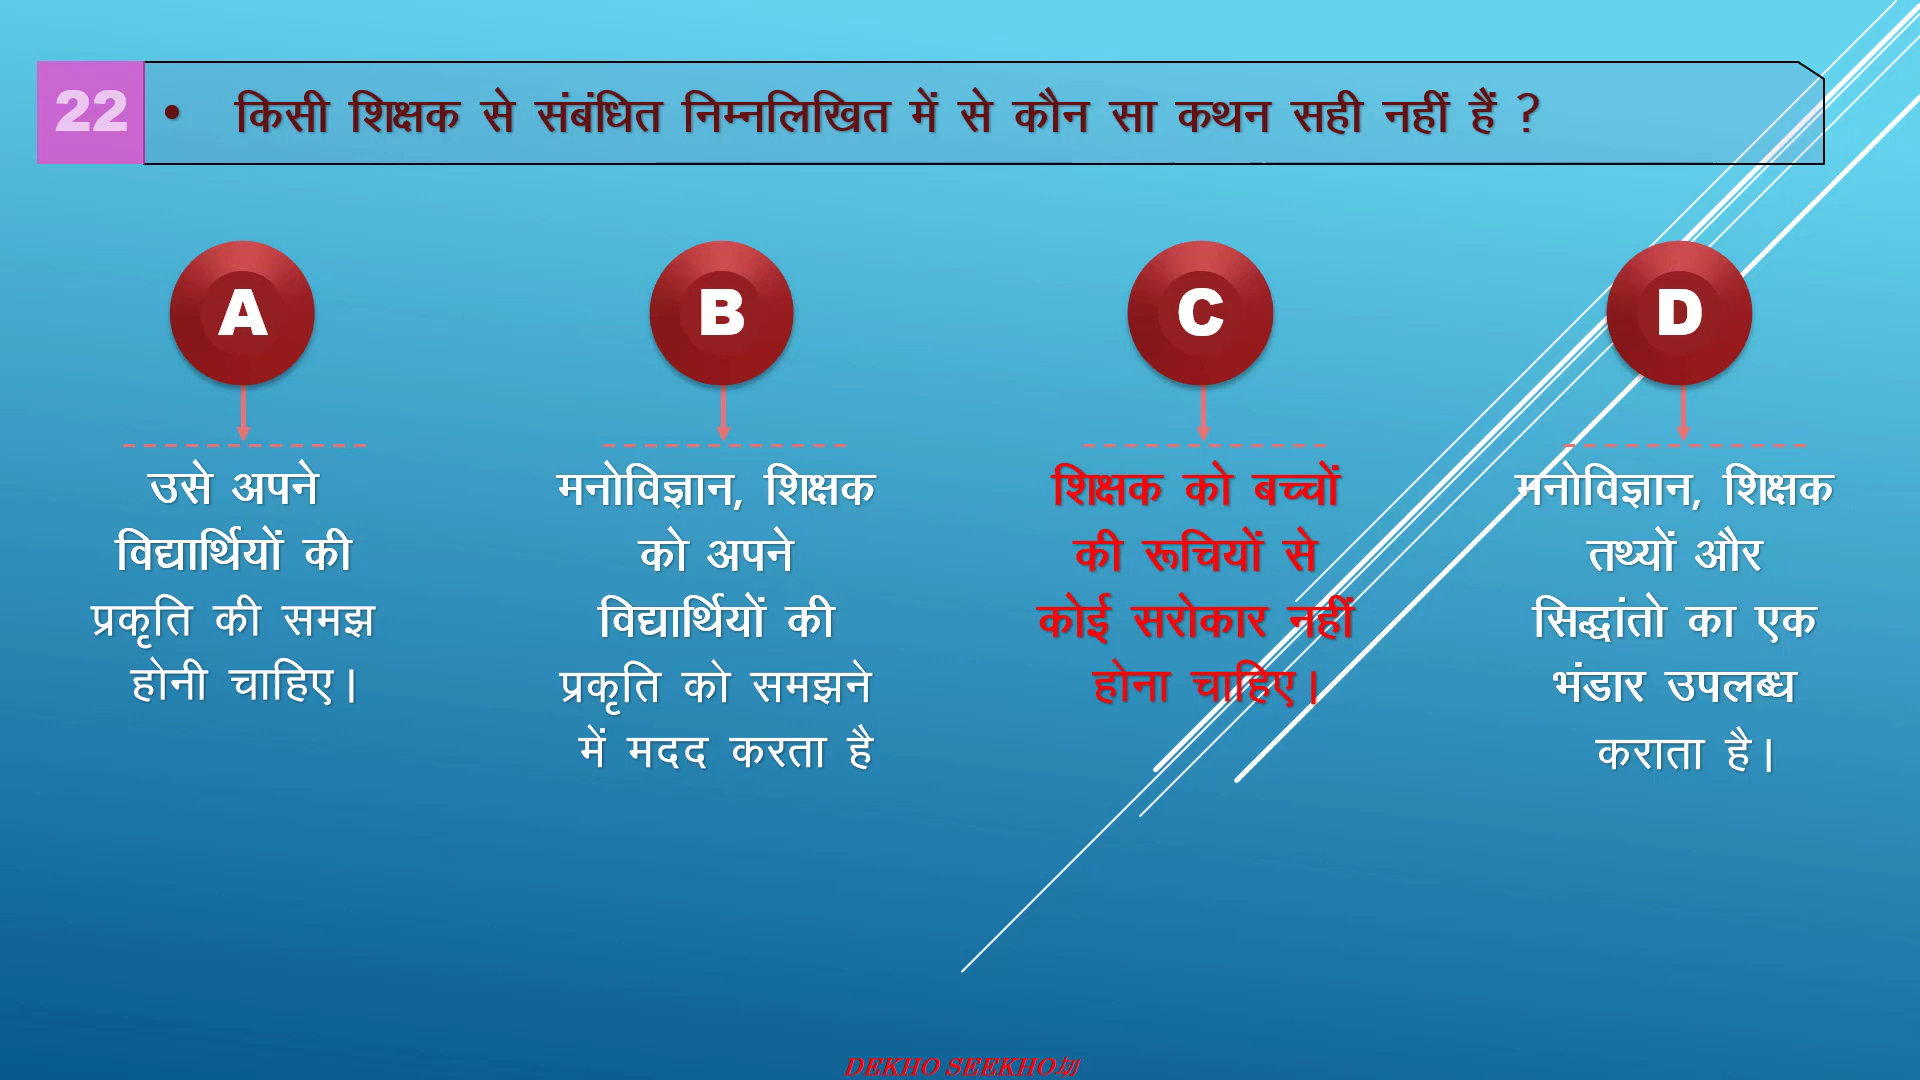 22
• किसी शिक्षक से संबंधित निम्नलिखित में से कौन सा कथन सही नहीं हैं ?
A
उसे अपने
विद्यार्थियों की
प्रकृति की समझ
होनी चाहिए।
B
मनोविज्ञान, शिक्षक
को अपने
विद्यार्थियों की
प्रकृति को समझने
में मदद करता है
C
शिक्षक को बच्चों
की रूचियों से
कोई सरोकार नहीं
होना चाहिए।
D
मनोविज्ञान, शिक्षक
तथ्यों और
सिद्धांतो का एक
भंडार उपलब्ध
कराता है।
DEKHO SEEKHO